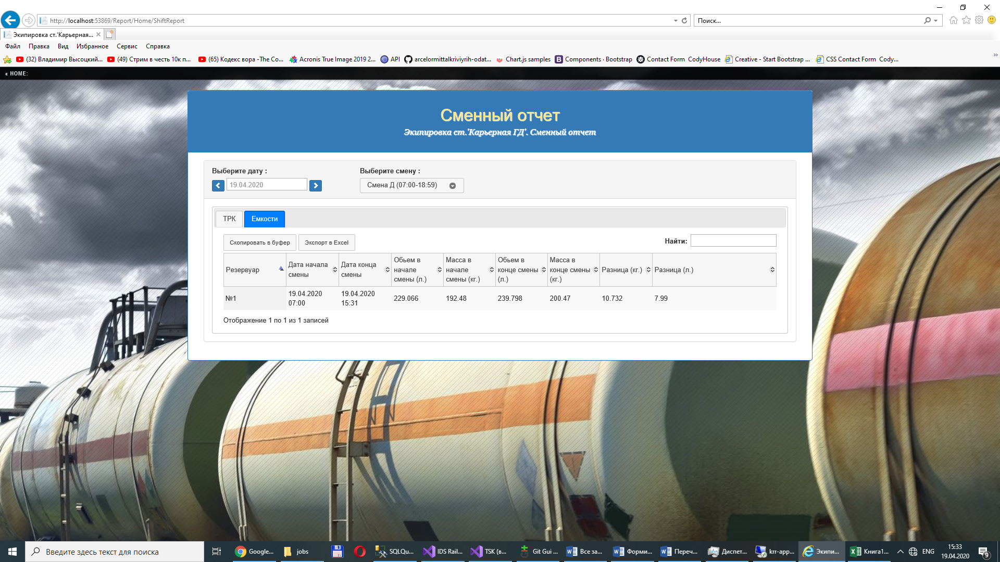 http://localhost:53869/Report/Home/ShiftReport
Поиск...
Экипировка ст.'Карьерная...
Файл Правка Вид Избранное Сервис Справка
(32) Владимир Высоцкий... (49) Стрим в честь 10к п... (65) Кодекс вора -The Co... Acronis True Image 2019 2... API arcelormittalkriviyrih-odat... Chart.js samples Components · Bootstrap Contact Form CodyHouse Creative - Start Bootstrap ... CSS Contact Form Cody...
« HOME:
Сменный отчет
Экипировка ст.'Карьерная ГД'. Сменный отчет
Выберите дату : Выберите смену :
19.04.2020 Смена Д (07:00-18:59)
ТРК Емкости
Скопировать в буфер Экспорт в Excel Найти:
Резервуар
Дата начала
смены
Дата конца
смены
Обьем в
начале
смены (л.)
Масса в
начале
смены (кг.)
Обьем в
конце смены
(л.)
Масса в
конце смены
(кг.)
Разница (кг.)
Разница (л.)
№1
19.04.2020
07:00
19.04.2020
15:31
229.066
192.48
239.798
200.47
10.732
7.99
Отображение 1 по 1 из 1 записей
Введите здесь текст для поиска
Google...
jobs
SQLQu...
IDS Rail...
TSK (в...
Git Gui ...
Все за...
Форми...
Переч...
Диспет...
krr-app...
Экипи...
Книга1...
ENG
15:33
19.04.2020
9